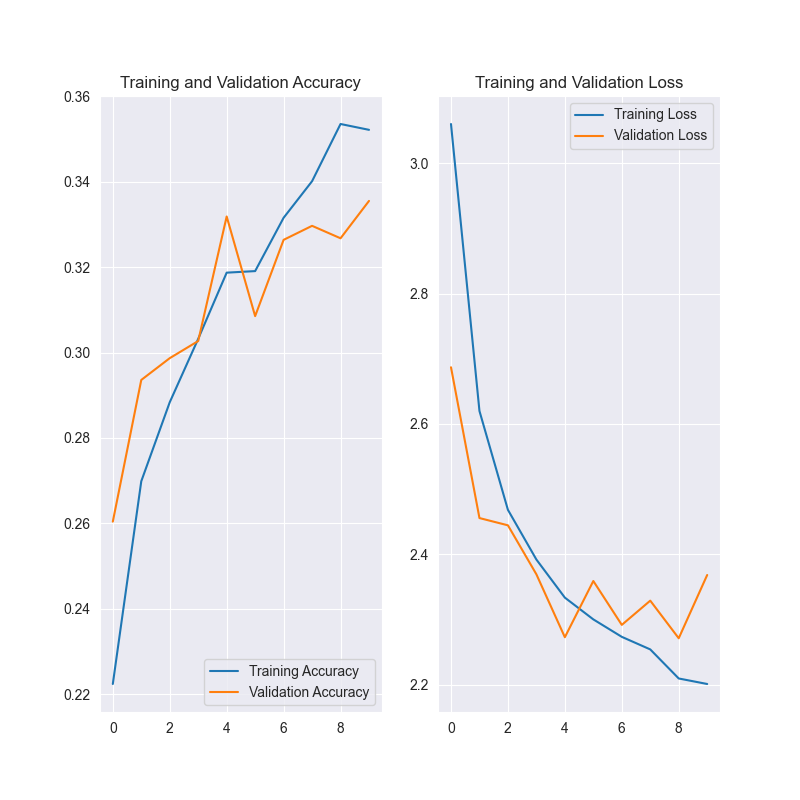 Training and Validation Accuracy
0.36
0.34
0.32
0.30
0.28
0.26
0.24
0.22
0 2 4 6 8
Training Accuracy
Validation Accuracy
Training and Validation Loss
3.0
2.8
2.6
2.4
2.2
0 2 4 6 8
Training Loss
Validation Loss